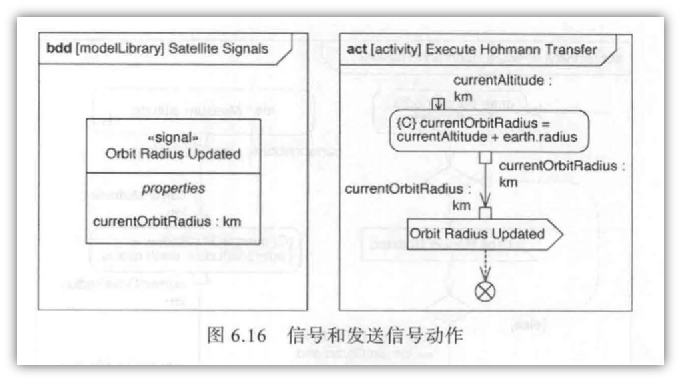 bdd [modelLibrary] Satellite Signals
«signal»
Orbit Radius Updated
properties
currentOrbitRadius : km
act [activity] Execute Hohmann Transfer
currentAltitude :
km
{C} currentOrbitRadius =
currentAltitude + earth.radius
currentOrbitRadius :
km
currentOrbitRadius :
km
Orbit Radius Updated
图 6.16 信号和发送信号动作